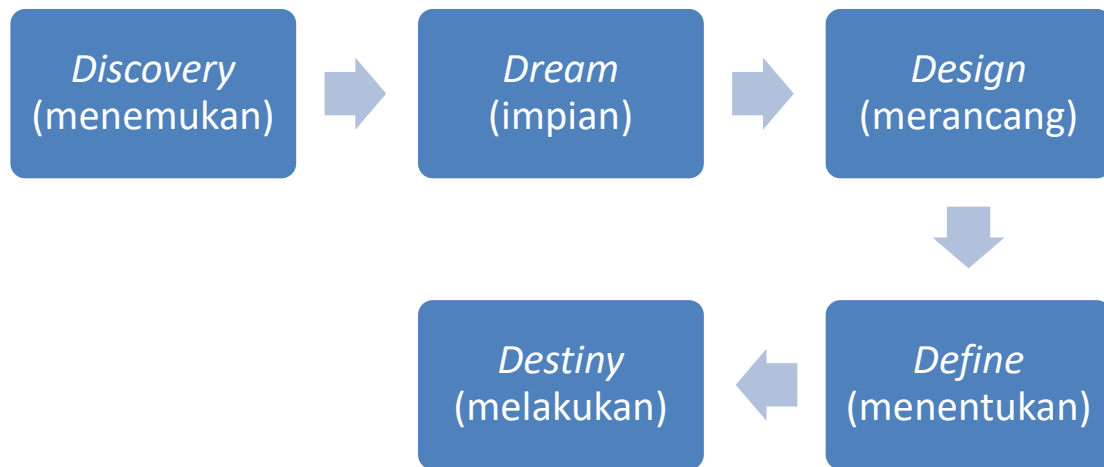 Discovery
(menemukan)
Dream
(impian)
Design
(merancang)
Define
(menentukan)
Destiny
(melakukan)